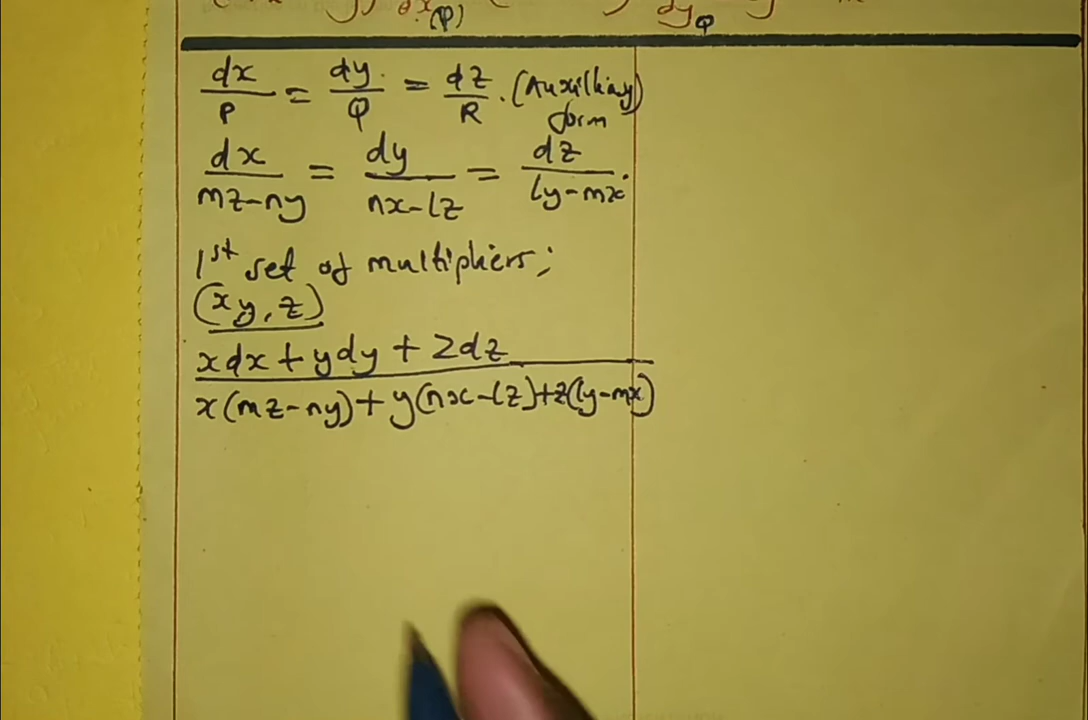 dx/P = dy/Q = dz/R. (Auxilliary form)
dx/(mz-ny) = dy/(nx-lz) = dz/(ly-mx)
1st set of multipliers;
(x y, z)
xdx + ydy + zdz
x(mz-ny) + y(nx-lz) + z(ly-mx)